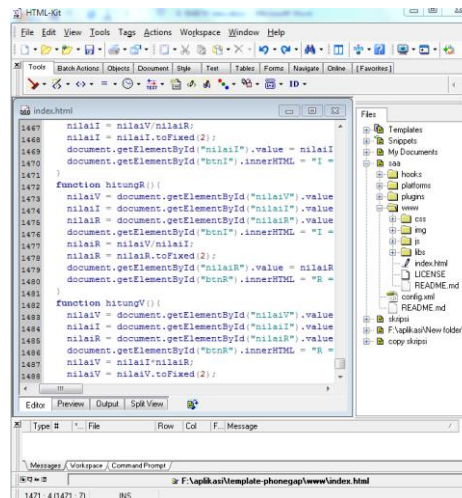 HTML-Kit
File Edit View Tools Tags Actions Workspace Window Help
Tools Batch Actions Objects Document Style Text Tables Forms Navigate Online [Favorites]
ID
index.html
1467 nilaiI = nilaiV/nilaiR;
1468 nilaiI = nilaiI.toFixed(2);
1469 document.getElementById("nilaiI").value = nilaiI
1470 document.getElementById("btnI").innerHTML = "I =
1471 }
1472 function hitungR(){
1473 nilaiV = document.getElementById("nilaiV").value
1474 nilaiI = document.getElementById("nilaiI").value
1475 nilaiR = document.getElementById("nilaiR").value
1476 document.getElementById("btnI").innerHTML = "I =
1477 nilaiR = nilaiV/nilaiI;
1478 nilaiR = nilaiR.toFixed(2);
1479 document.getElementById("nilaiR").value = nilaiR
1480 document.getElementById("btnR").innerHTML = "R =
1481 }
1482 function hitungV(){
1483 nilaiV = document.getElementById("nilaiV").value
1484 nilaiI = document.getElementById("nilaiI").value
1485 nilaiR = document.getElementById("nilaiR").value
1486 document.getElementById("btnR").innerHTML = "R =
1487 nilaiV = nilaiI*nilaiR;
1488 nilaiV = nilaiV.toFixed(2);
Editor Preview Output Split View
Files
Templates
Snippets
My Documents
saa
hooks
platforms
plugins
www
css
img
js
libs
index.html
LICENSE
README.md
config.xml
README.md
skripsi
F:\aplikasi\New folder\
copy skripsi
Type # File Row Col F... Message
Messages Workspace Command Prompt
F:\aplikasi\template-phonegap\www\index.html
1471 : 4 (1471 : 7) INS